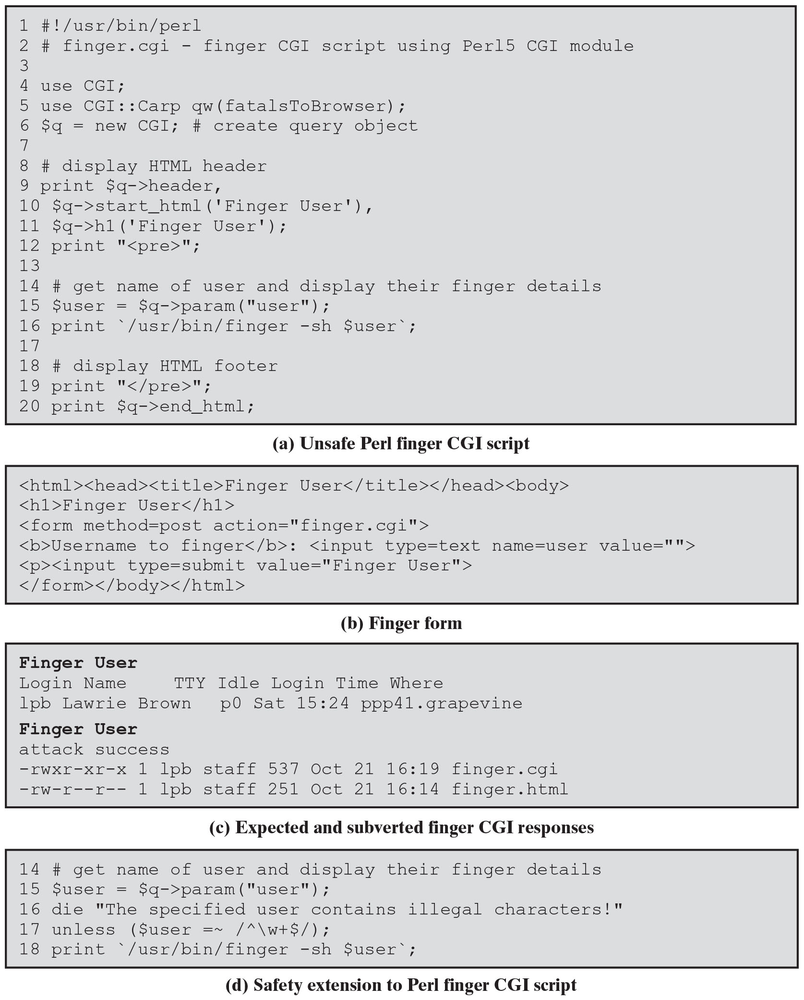 1 #!/usr/bin/perl
2 # finger.cgi - finger CGI script using Perl5 CGI module
3
4 use CGI;
5 use CGI::Carp qw(fatalsToBrowser);
6 $q = new CGI; # create query object
7
8 # display HTML header
9 print $q->header,
10 $q->start_html('Finger User'),
11 $q->h1('Finger User');
12 print "<pre>";
13
14 # get name of user and display their finger details
15 $user = $q->param("user");
16 print `/usr/bin/finger -sh $user`;
17
18 # display HTML footer
19 print "</pre>";
20 print $q->end_html;
(a) Unsafe Perl finger CGI script
<html><head><title>Finger User</title></head><body>
<h1>Finger User</h1>
<form method=post action="finger.cgi">
<b>Username to finger</b>: <input type=text name=user value="">
<p><input type=submit value="Finger User">
</form></body></html>
(b) Finger form
Finger User
Login Name TTY Idle Login Time Where
lpb Lawrie Brown p0 Sat 15:24 ppp41.grapevine
Finger User
attack success
-rwxr-xr-x 1 lpb staff 537 Oct 21 16:19 finger.cgi
-rw-r--r-- 1 lpb staff 251 Oct 21 16:14 finger.html
(c) Expected and subverted finger CGI responses
14 # get name of user and display their finger details
15 $user = $q->param("user");
16 die "The specified user contains illegal characters!"
17 unless ($user =~ /^\w+$/);
18 print `/usr/bin/finger -sh $user`;
(d) Safety extension to Perl finger CGI script